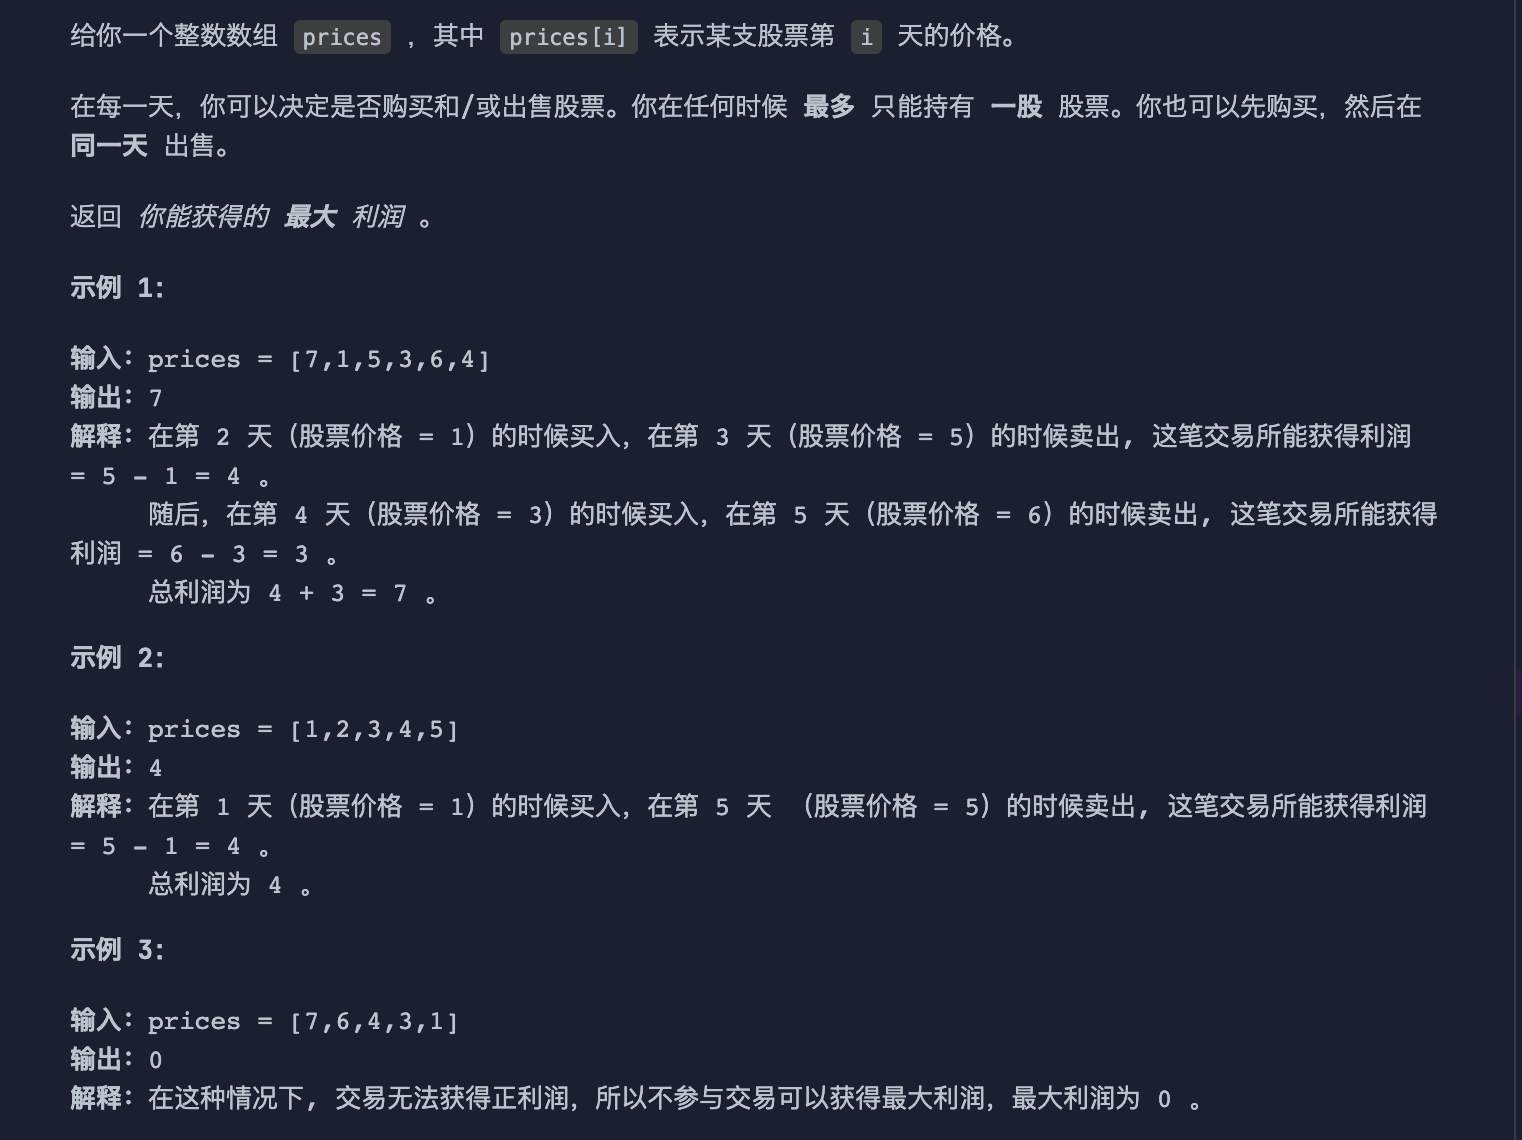 给你一个整数数组 prices ，其中 prices[i] 表示某支股票第 i 天的价格。
在每一天，你可以决定是否购买和/或出售股票。你在任何时候 最多 只能持有 一股 股票。你也可以先购买，然后在
同一天 出售。
返回 你能获得的 最大 利润 。
示例 1:
输入：prices = [7,1,5,3,6,4]
输出：7
解释：在第 2 天（股票价格 = 1）的时候买入，在第 3 天（股票价格 = 5）的时候卖出, 这笔交易所能获得利润
= 5 - 1 = 4 。
随后，在第 4 天（股票价格 = 3）的时候买入，在第 5 天（股票价格 = 6）的时候卖出, 这笔交易所能获得
利润 = 6 - 3 = 3 。
总利润为 4 + 3 = 7 。
示例 2:
输入：prices = [1,2,3,4,5]
输出：4
解释：在第 1 天（股票价格 = 1）的时候买入，在第 5 天 （股票价格 = 5）的时候卖出, 这笔交易所能获得利润
= 5 - 1 = 4 。
总利润为 4 。
示例 3:
输入：prices = [7,6,4,3,1]
输出：0
解释：在这种情况下, 交易无法获得正利润，所以不参与交易可以获得最大利润，最大利润为 0 。